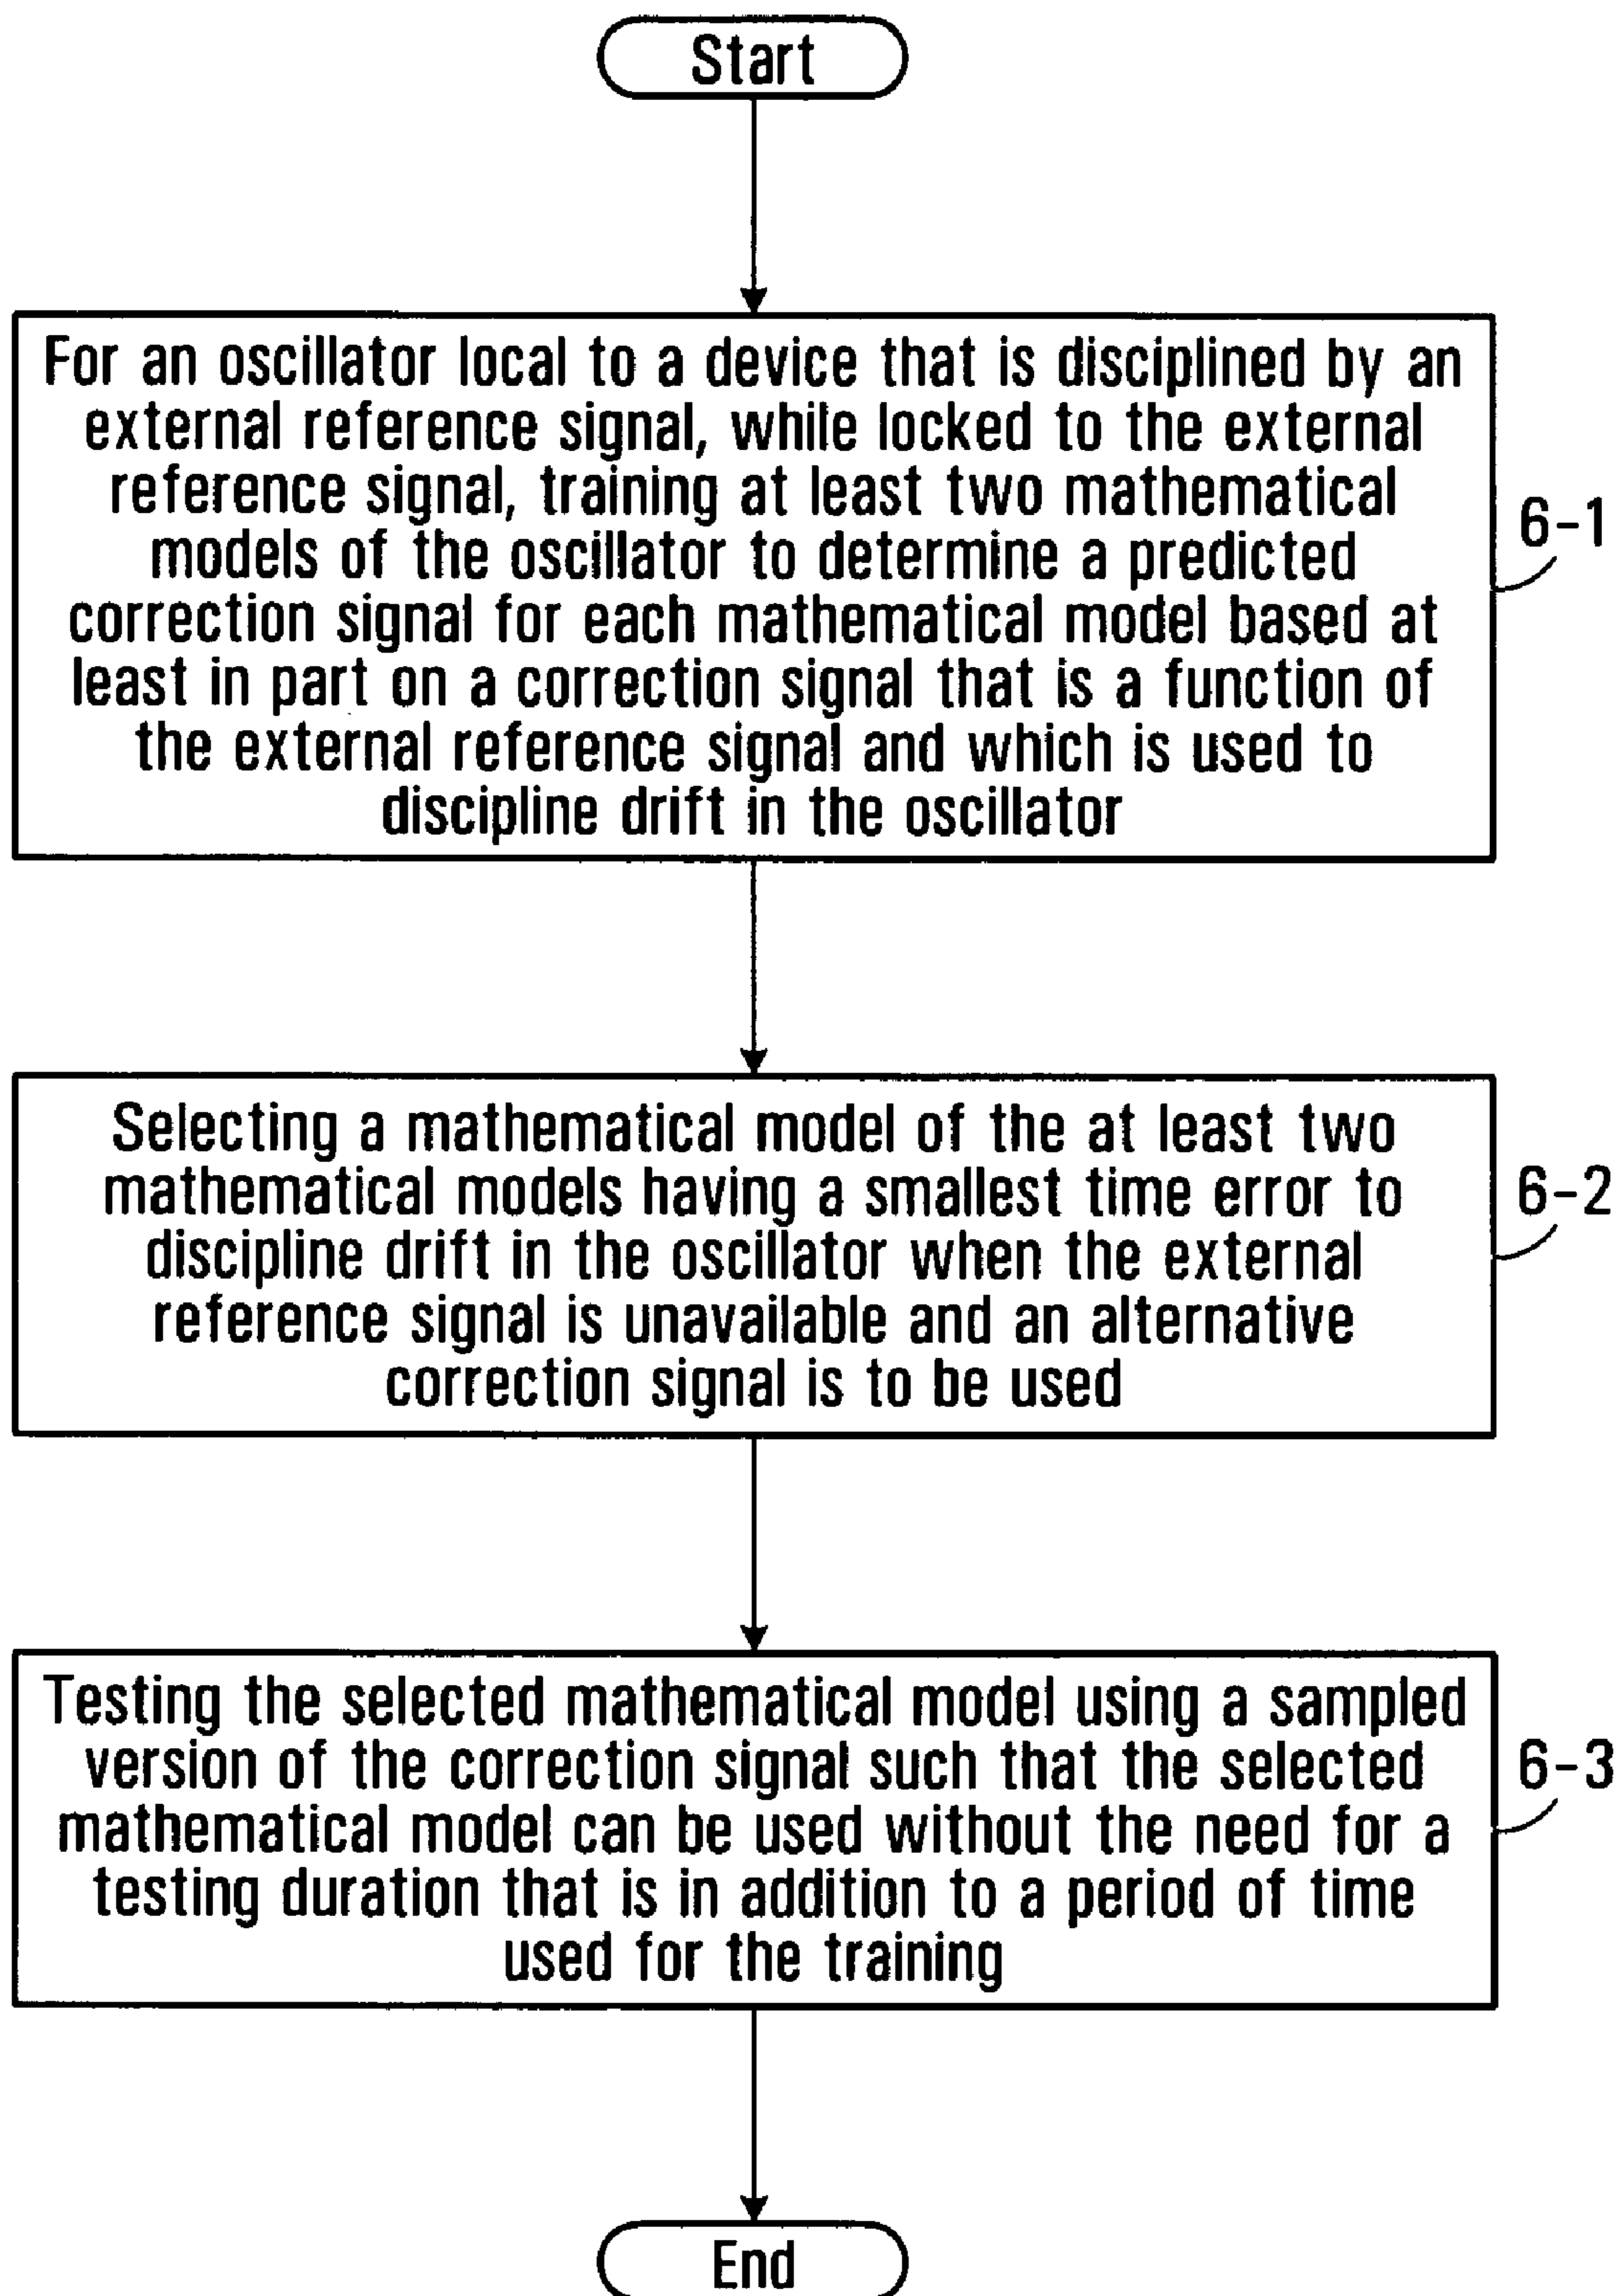 Start
For an oscillator local to a device that is disciplined by an
external reference signal, while locked to the external
reference signal, training at least two mathematical
models of the oscillator to determine a predicted
correction signal for each mathematical model based at
least in part on a correction signal that is a function of
the external reference signal and which is used to
discipline drift in the oscillator
6-1
Selecting a mathematical model of the at least two
mathematical models having a smallest time error to
discipline drift in the oscillator when the external
reference signal is unavailable and an alternative
correction signal is to be used
6-2
Testing the selected mathematical model using a sampled
version of the correction signal such that the selected
mathematical model can be used without the need for a
testing duration that is in addition to a period of time
used for the training
6-3
End